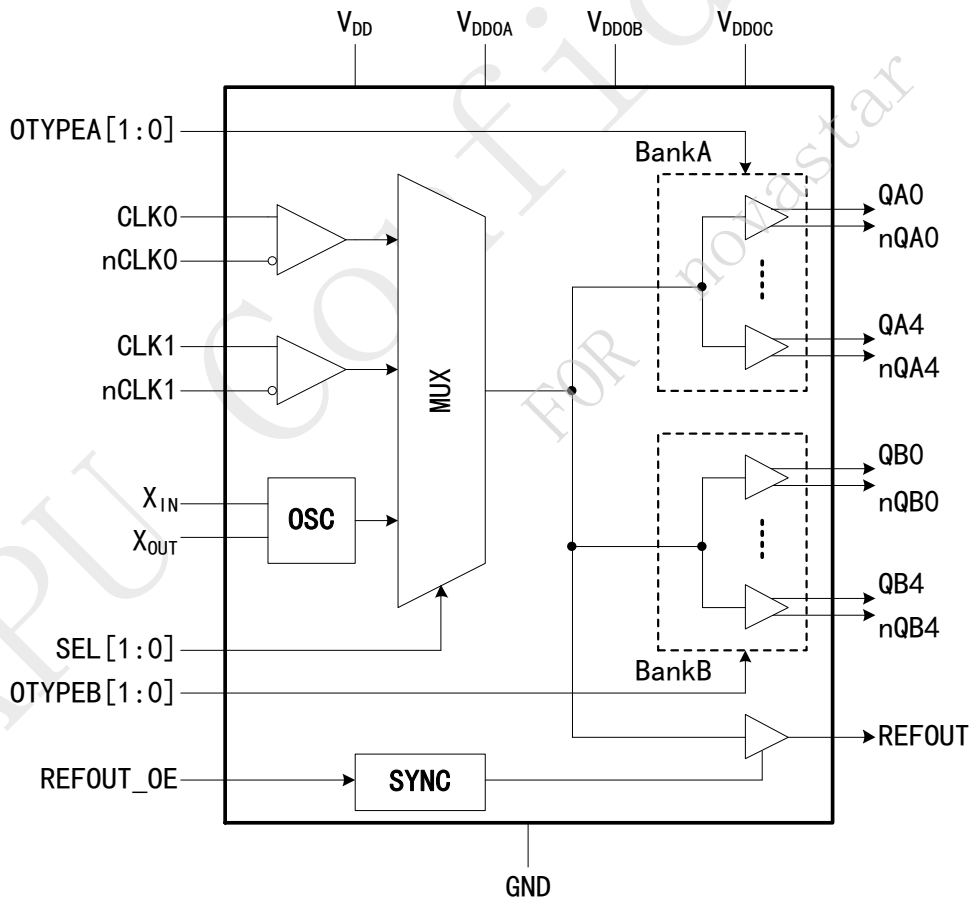 VDD VDDOA VDDOB VDDOC
OTYPEA[1:0]
BankA
CLK0
nCLK0
QA0
nQA0
CLK1
nCLK1
QA4
nQA4
MUX
XIN
XOUT
OSC
QB0
nQB0
QB4
nQB4
SEL[1:0]
OTYPEB[1:0]
BankB
REFOUT
REFOUT_OE
SYNC
GND
FOR novastar